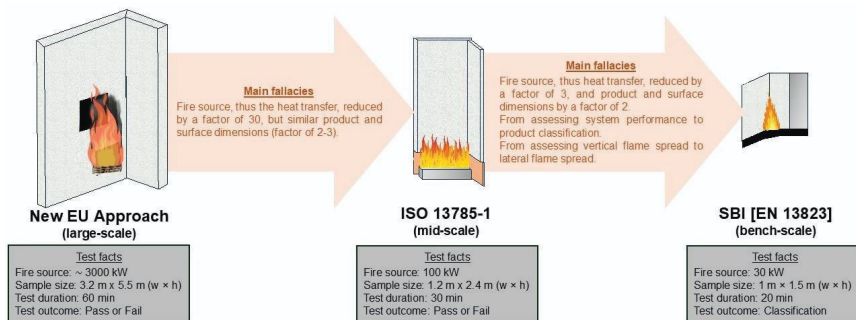 Main fallacies
Fire source, thus the heat transfer, reduced
by a factor of 30, but similar product and
surface dimensions (factor of 2-3).
Main fallacies
Fire source, thus heat transfer, reduced by
a factor of 3, and product and surface
dimensions by a factor of 2.
From assessing system performance to
product classification.
From assessing vertical flame spread to
lateral flame spread.
New EU Approach
(large-scale)
ISO 13785-1
(mid-scale)
SBI [EN 13823]
(bench-scale)
Test facts
Fire source: ~ 3000 kW
Sample size: 3.2 m x 5.5 m (w × h)
Test duration: 60 min
Test outcome: Pass or Fail
Test facts
Fire source: 100 kW
Sample size: 1.2 m × 2.4 m (w × h)
Test duration: 30 min
Test outcome: Pass or Fail
Test facts
Fire source: 30 kW
Sample size: 1 m × 1.5 m (w × h)
Test duration: 20 min
Test outcome: Classification